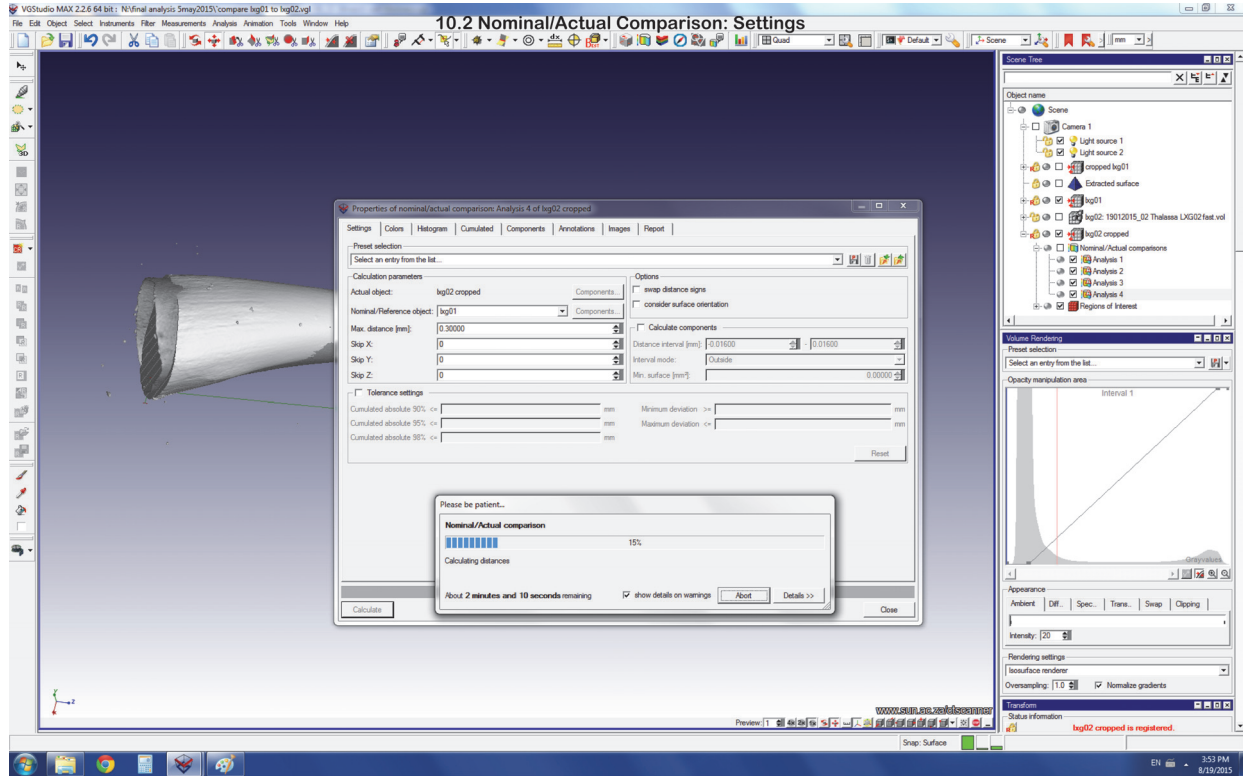 VGStudio MAX 2.2.6 64 bit : N:\final analysis 5may2015\'compare lxg01 to lxg02.vgl
File Edit Object Select Instruments Filter Measurements Analysis Animation Tools Window Help
10.2 Nominal/Actual Comparison: Settings
Quad
Default
Scene
mm
3D
Scene Tree
Object name
Scene
Camera 1
Light source 1
Light source 2
cropped lxg01
Extracted surface
lxg01
lxg02: 19012015_02 Thalassa LXG02 fast.vol
lxg02 cropped
Nominal/Actual comparisons
Analysis 1
Analysis 2
Analysis 3
Analysis 4
Regions of Interest
Properties of nominal/actual comparison: Analysis 4 of lxg02 cropped
Settings Colors Histogram Cumulated Components Annotations Images Report
Preset selection
Select an entry from the list...
Calculation parameters
Actual object: lxg02 cropped Components...
Nominal/Reference object: lxg01 Components...
Max. distance [mm]: 0.30000
Skip X: 0
Skip Y: 0
Skip Z: 0
Options
swap distance signs
consider surface orientation
Calculate components
Distance interval [mm]: -0.01600 - 0.01600
Interval mode: Outside
Min. surface [mm²]: 0.00000
Tolerance settings
Cumulated absolute 90% <= mm Minimum deviation >= mm
Cumulated absolute 95% <= mm Maximum deviation <= mm
Cumulated absolute 98% <= mm
Reset
Please be patient...
Nominal/Actual comparison
15%
Calculating distances
About 2 minutes and 10 seconds remaining show details on warnings Abort Details >>
Calculate Close
Volume Rendering
Preset selection
Select an entry from the list...
Opacity manipulation area
Interval 1
Grayvalues
Appearance
Ambient Diff... Spec... Trans... Swap Clipping
Intensity: 20
Rendering settings
Isosurface renderer
Oversampling: 1.0 Normalize gradients
Transform
Status information
lxg02 cropped is registered.
Y
z
www.sun.ac.za/ctscanner
Preview: 1
Snap: Surface
EN
3:53 PM
8/19/2015